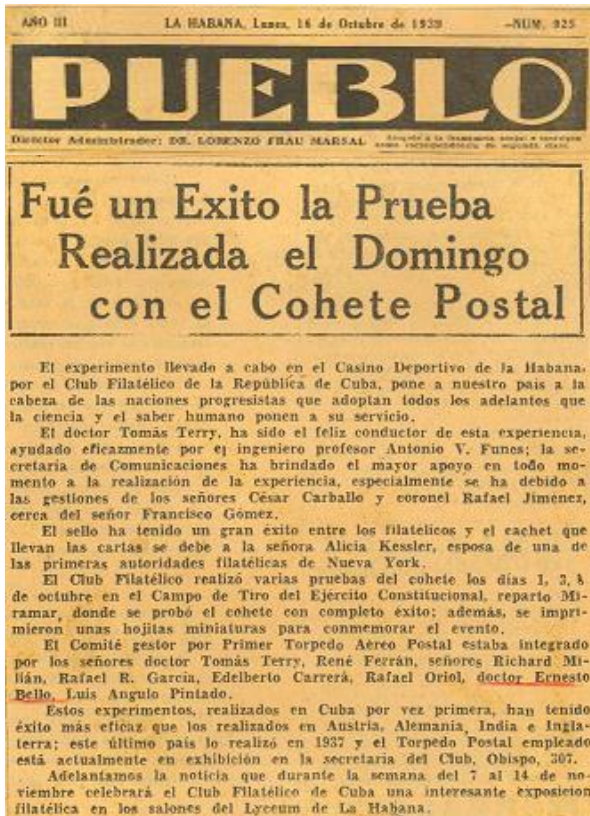 AÑO III LA HABANA, Lunes, 16 de Octubre de 1939 —NUM. 925
PUEBLO
Director Administrador: DR. LORENZO FRAU MARSAL
Acogido a la franquicia postal e inscripto
como correspondencia de segunda clase.
Fué un Exito la Prueba
Realizada el Domingo
con el Cohete Postal
El experimento llevado a cabo en el Casino Deportivo de la Habana,
por el Club Filatélico de la República de Cuba, pone a nuestro país a la
cabeza de las naciones progresistas que adoptan todos los adelantos que
la ciencia y el saber humano ponen a su servicio.
El doctor Tomás Terry, ha sido el feliz conductor de esta experiencia,
ayudado eficazmente por el ingeniero profesor Antonio V. Funes; la se-
cretaria de Comunicaciones ha brindado el mayor apoyo en todo mo-
mento a la realización de la experiencia, especialmente se ha debido a
las gestiones de los señores César Carballo y coronel Rafael Jimenez,
cerca del señor Francisco Gómez.
El sello ha tenido un gran éxito entre los filatelicos y el cachet que
llevan las cartas se debe a la señora Alicia Kessler, esposa de una de
las primeras autoridades filatélicas de Nueva York.
El Club Filatélico realizó varias pruebas del cohete los días 1, 3,
de octubre en el Campo de Tiro del Ejército Constitucional, reparto Mi-
ramar, donde se probó el cohete con completo éxito; además, se impri-
mieron unas hojitas miniaturas para conmemorar el evento.
El Comité gestor por Primer Torpedo Aéreo Postal estaba integrado
por los señores doctor Tomás Terry, René Ferrán, señores Richard Mi-
lián, Rafael R. García, Edelberto Carrerá, Rafael Oriol, doctor Ernesto
Bello, Luis Angulo Pintado.
Estos experimentos, realizados en Cuba por vez primera, han tenido
éxito más eficaz que los realizados en Austria, Alemania, India e Ingla-
terra; este último país lo realizó en 1937 y el Torpedo Postal empleado
está actualmente en exhibición en la secretaria del Club, Obispo, 307.
Adelantamos la noticia que durante la semana del 7 al 14 de no-
viembre celebrará el Club Filatélico de Cuba una interesante exposición
filatélica en los salones del Lyceum de La Habana.